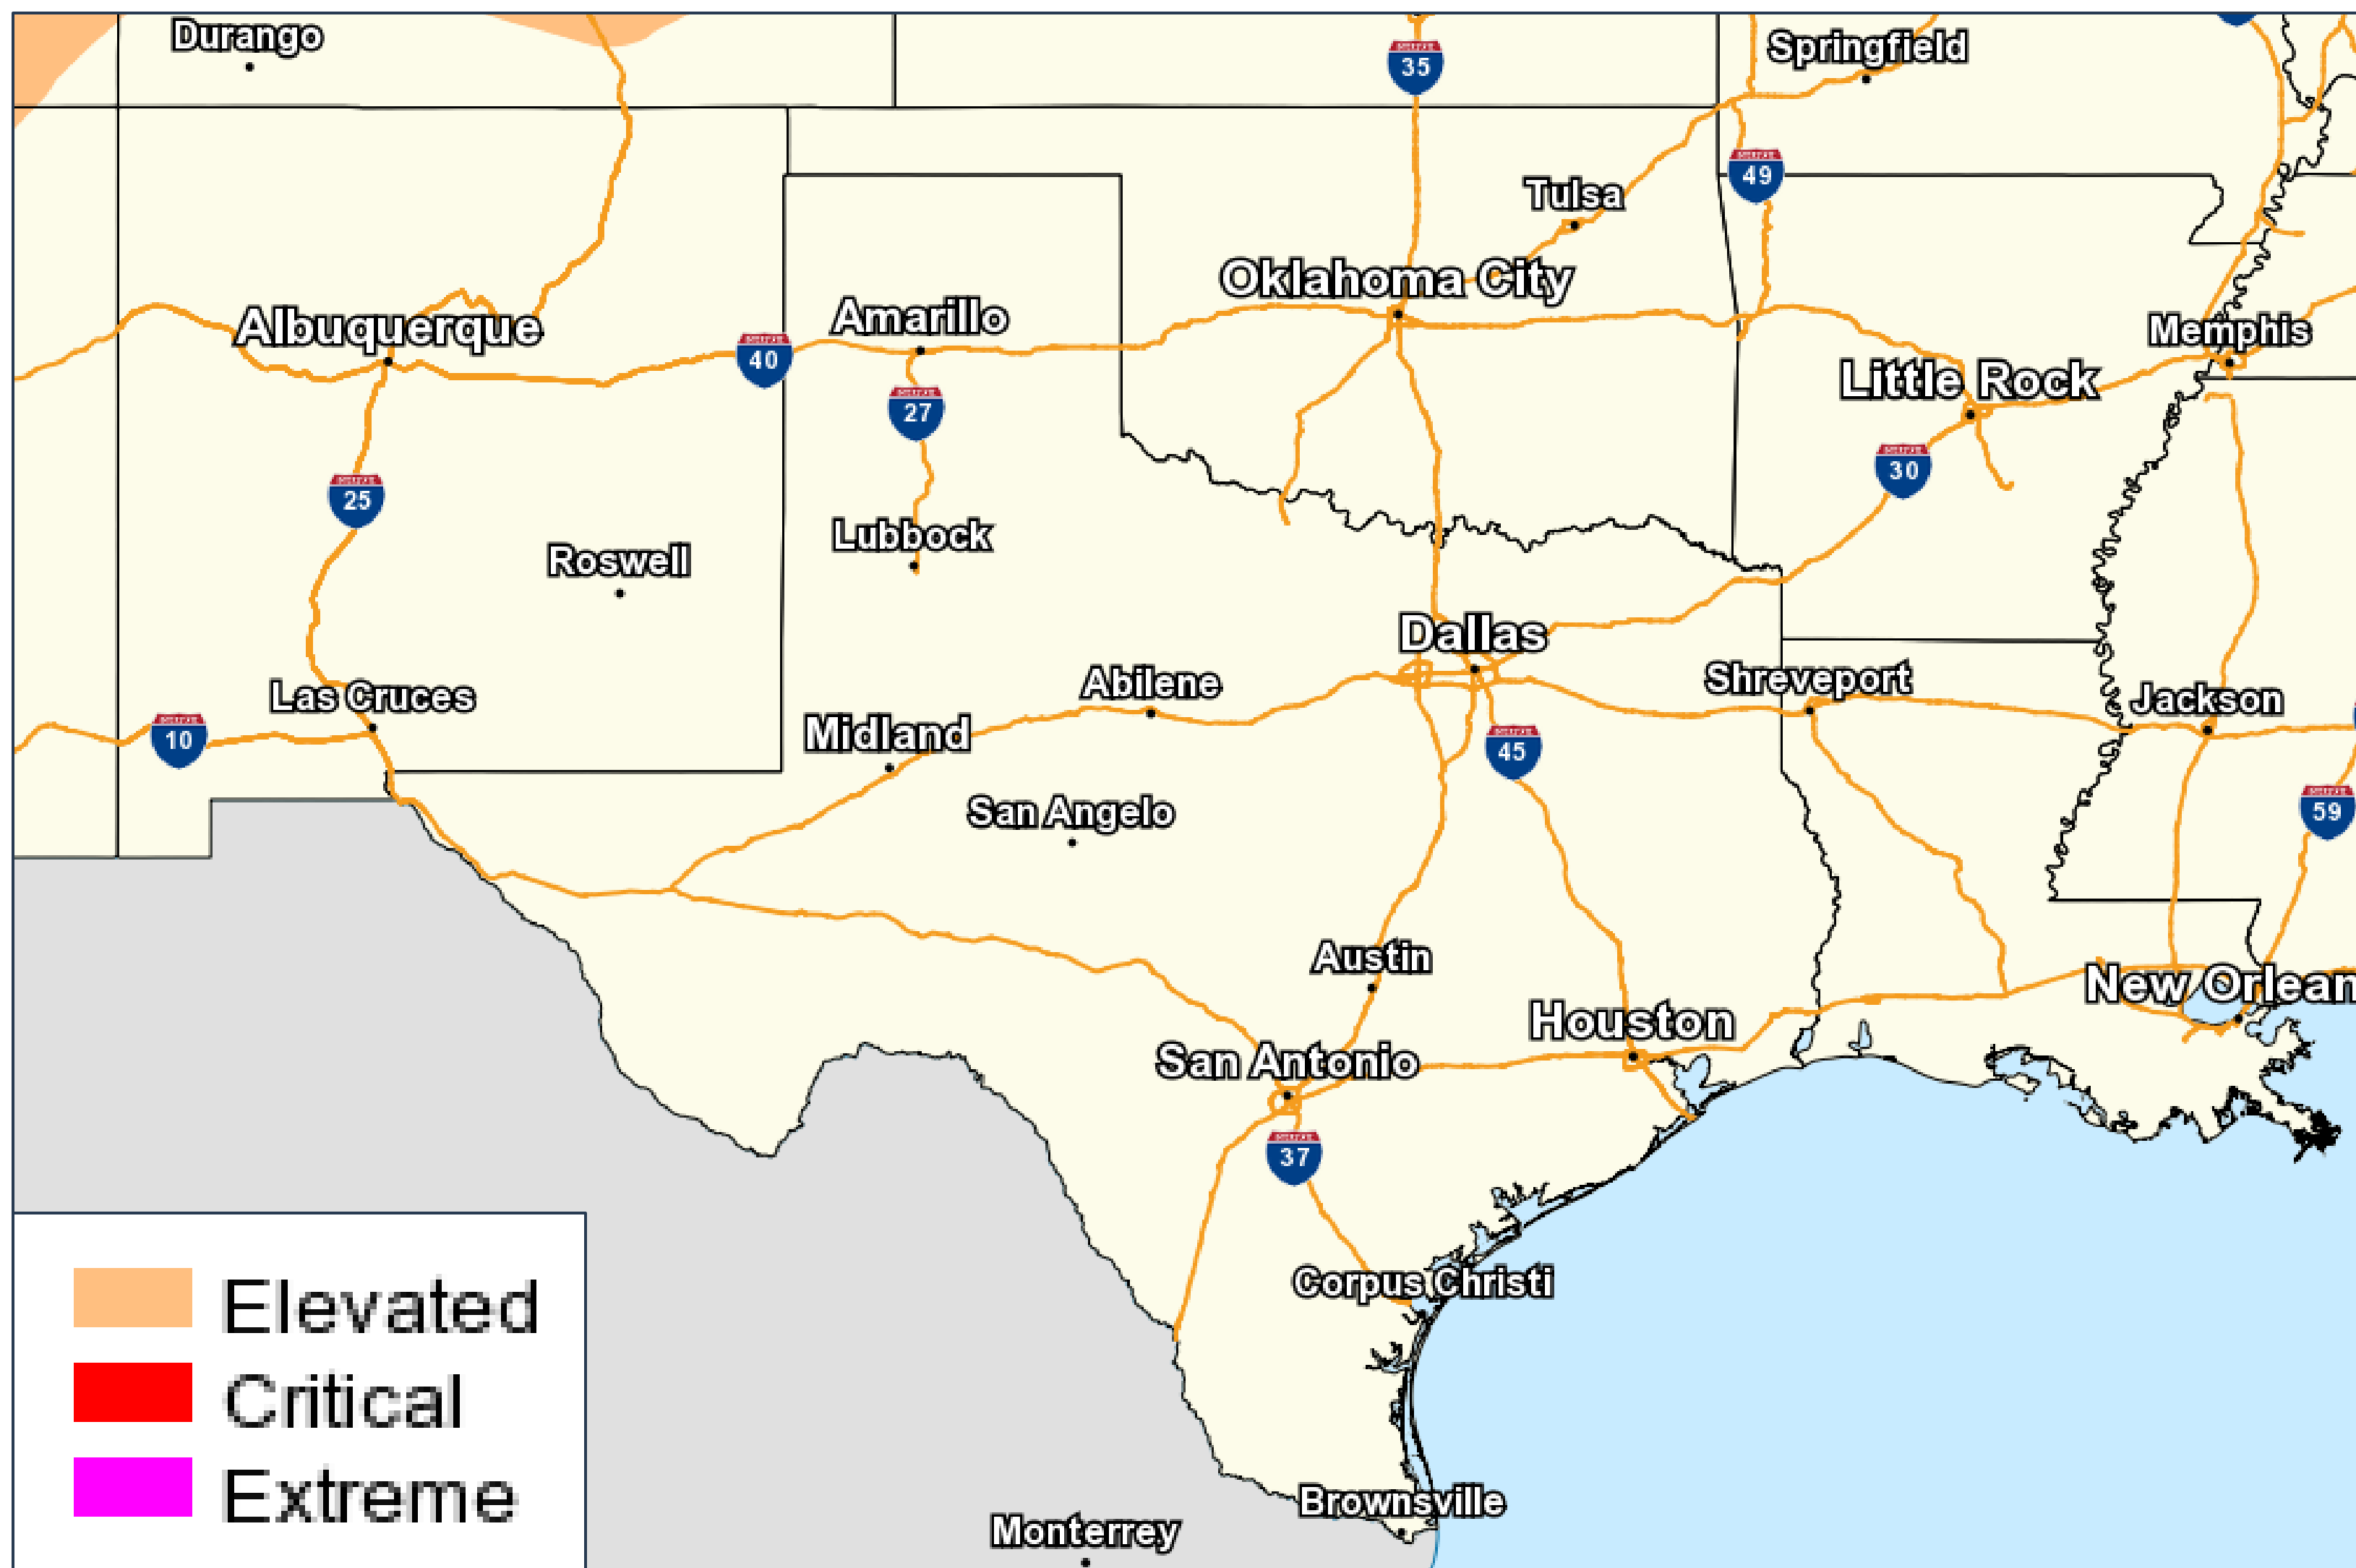 Durango
35
Springfield
49
Tulsa
Oklahoma City
Albuquerque
Amarillo
40
Memphis
27
Little Rock
30
25
Lubbock
Roswell
Dallas
Abilene
Shreveport
Las Cruces
Jackson
10
Midland
45
San Angelo
59
Austin
New Orlean
Houston
San Antonio
37
Corpus Christi
Elevated
Critical
Extreme
Brownsville
Monterrey